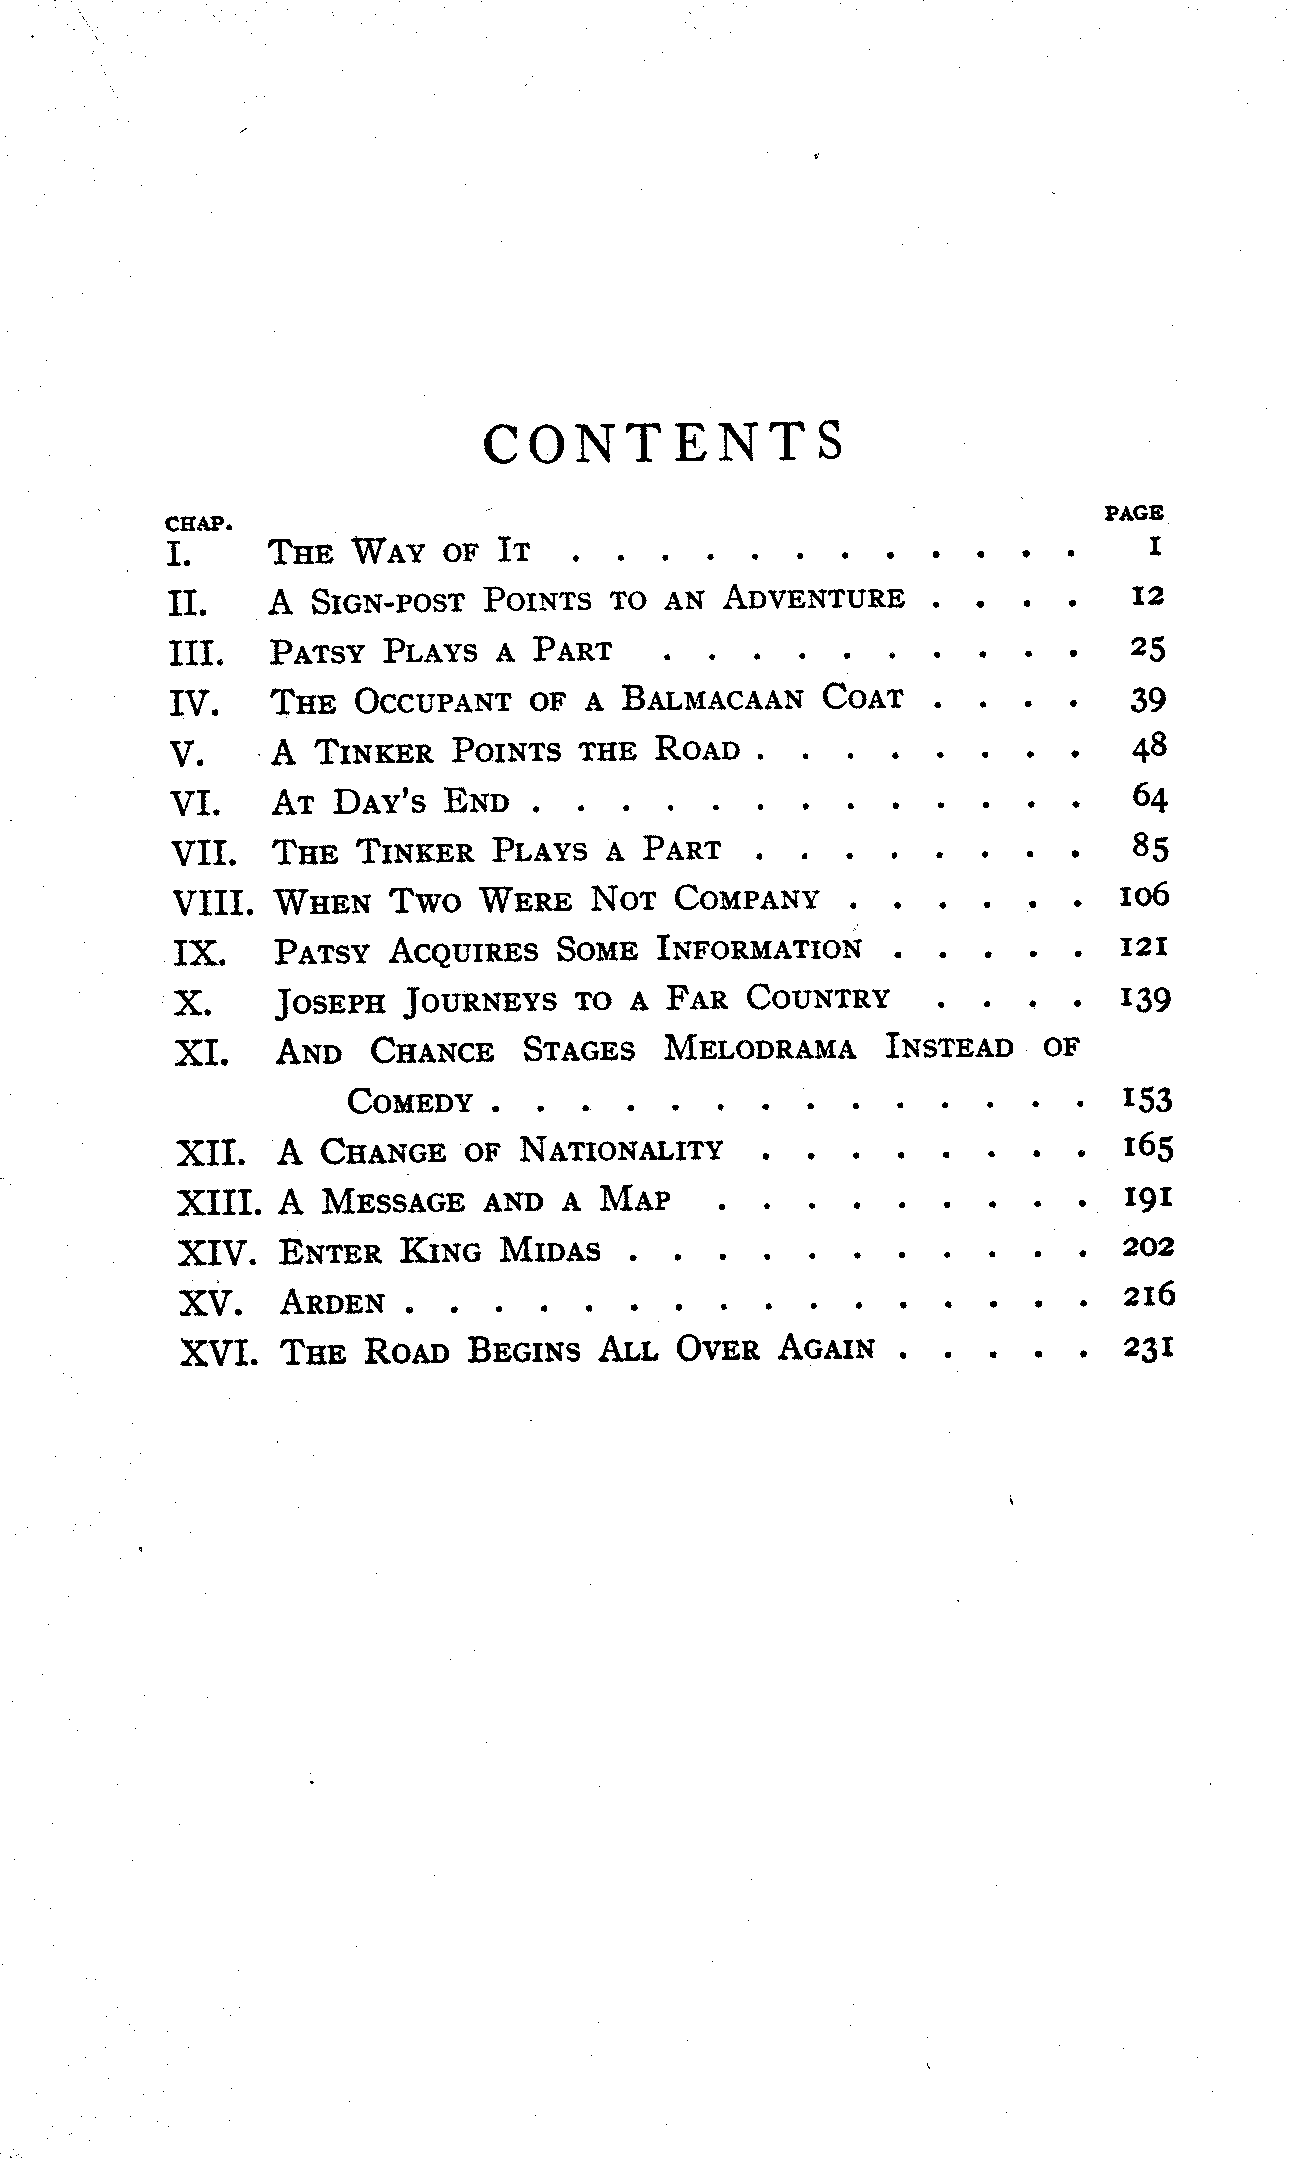 CONTENTS
CHAP. PAGE
I. THE WAY OF IT . . . . . . . . . . . . 1
II. A SIGN-POST POINTS TO AN ADVENTURE . . . . 12
III. PATSY PLAYS A PART . . . . . . . . . . 25
IV. THE OCCUPANT OF A BALMACAAN COAT . . . . 39
V. A TINKER POINTS THE ROAD . . . . . . . . 48
VI. AT DAY'S END . . . . . . . . . . . . . 64
VII. THE TINKER PLAYS A PART . . . . . . . . 85
VIII. WHEN TWO WERE NOT COMPANY . . . . . . 106
IX. PATSY ACQUIRES SOME INFORMATION . . . . . 121
X. JOSEPH JOURNEYS TO A FAR COUNTRY . . . . 139
XI. AND CHANCE STAGES MELODRAMA INSTEAD OF
COMEDY . . . . . . . . . . . . . . 153
XII. A CHANGE OF NATIONALITY . . . . . . . . 165
XIII. A MESSAGE AND A MAP . . . . . . . . . 191
XIV. ENTER KING MIDAS . . . . . . . . . . . 202
XV. ARDEN . . . . . . . . . . . . . . . . 216
XVI. THE ROAD BEGINS ALL OVER AGAIN . . . . . 231